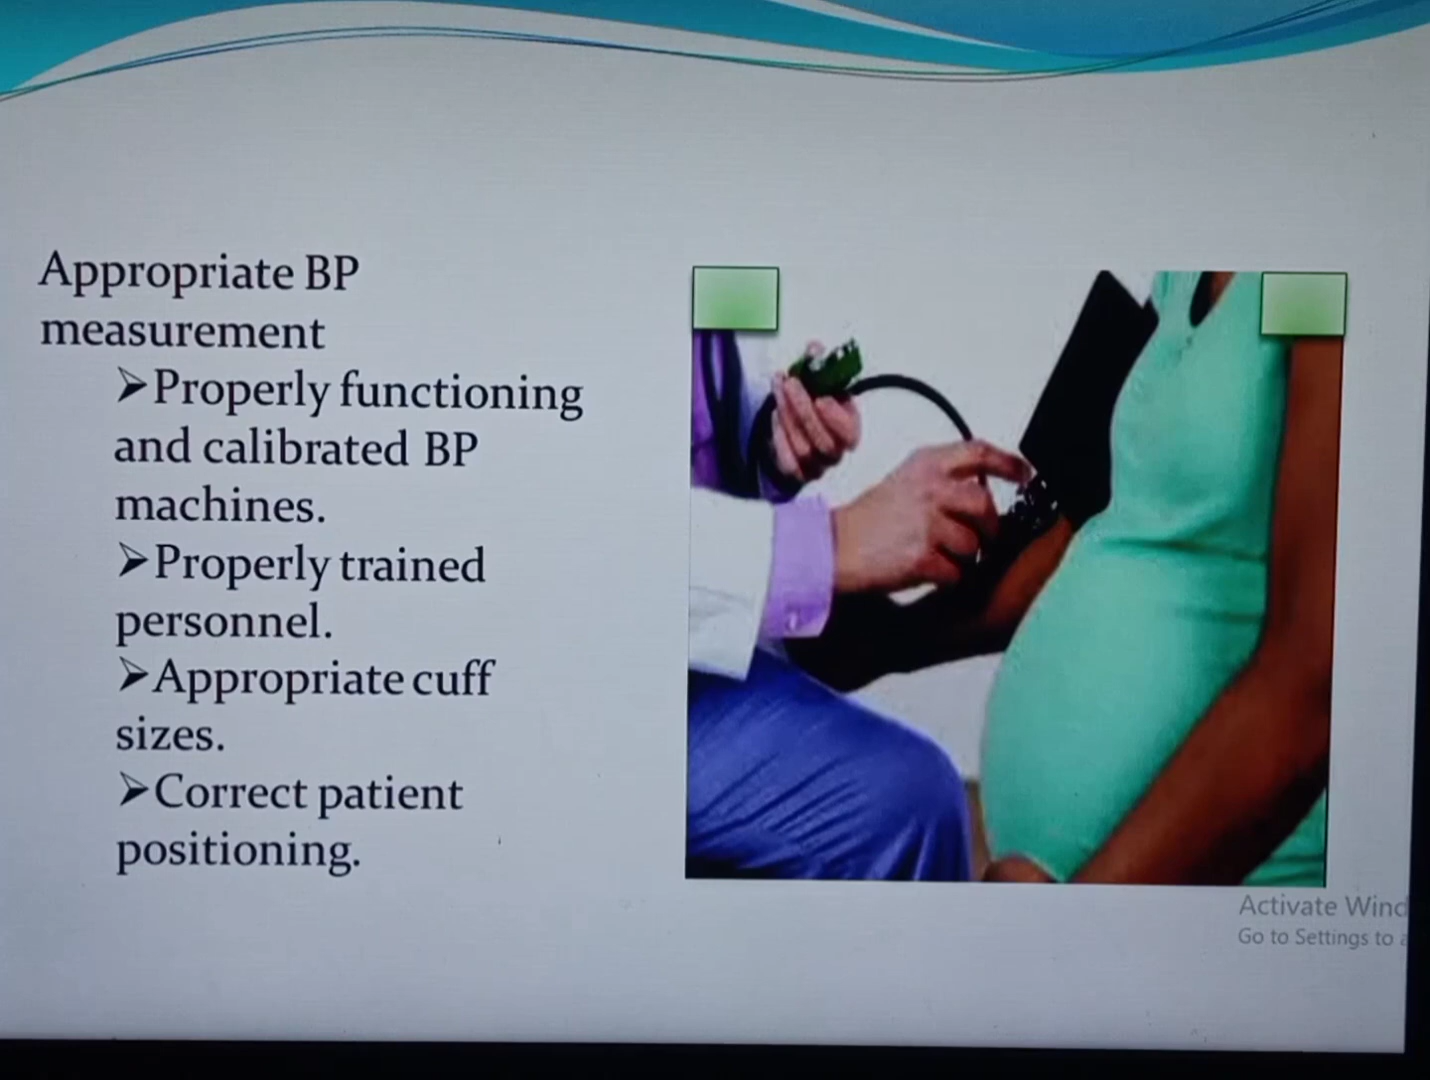 Appropriate BP
measurement
➢Properly functioning
and calibrated BP
machines.
➢Properly trained
personnel.
➢Appropriate cuff
sizes.
➢Correct patient
positioning.
Activate Wind
Go to Settings to a